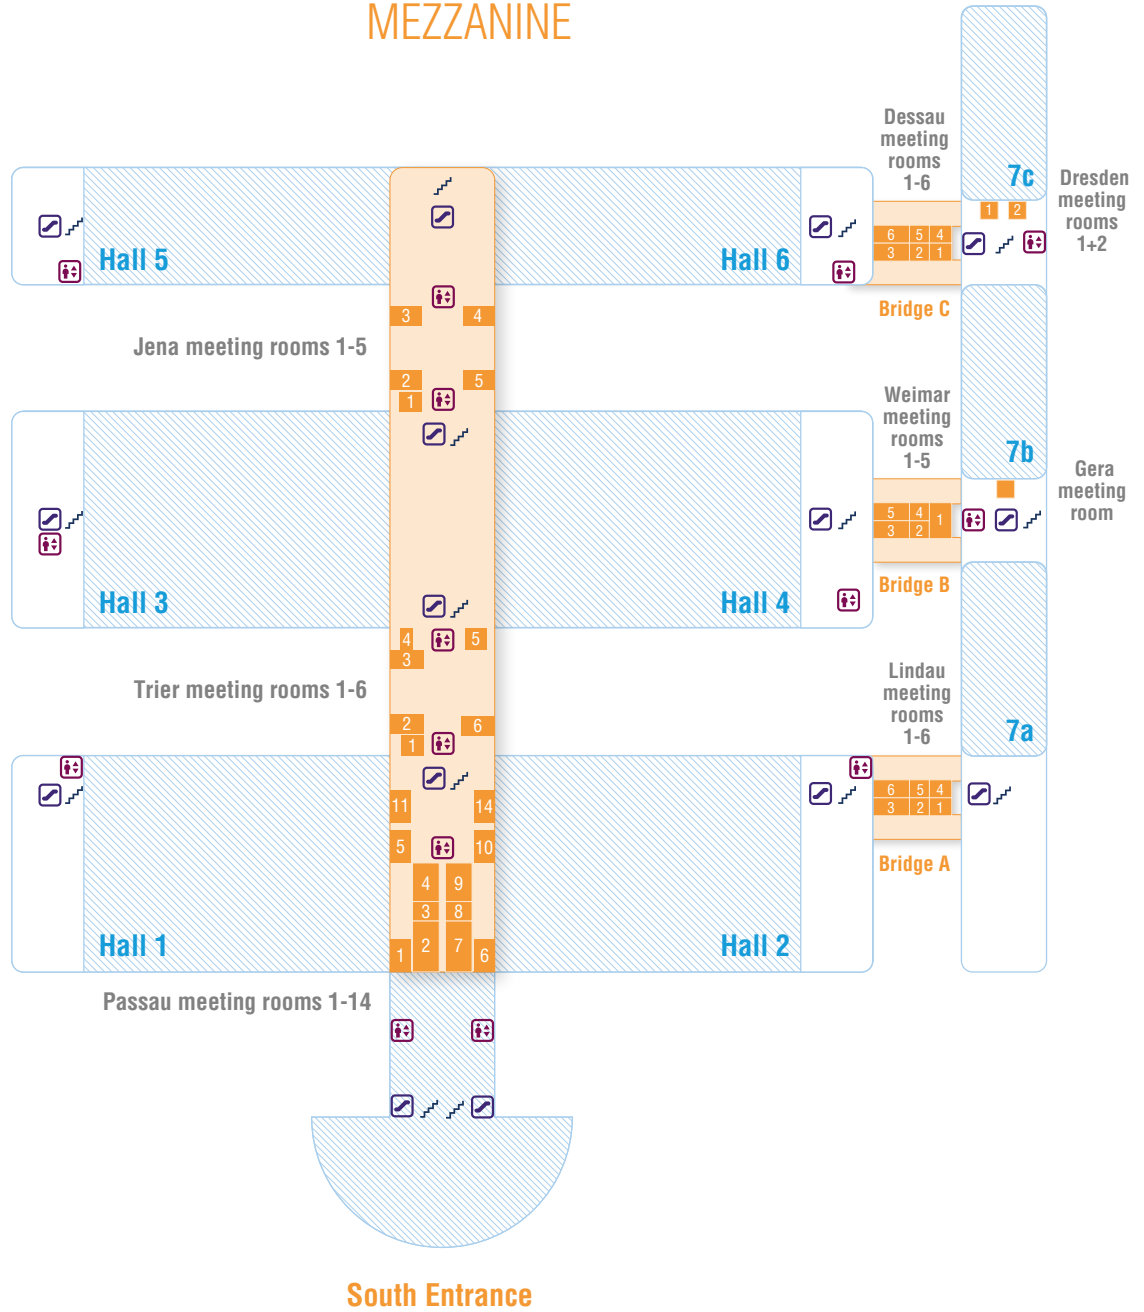 MEZZANINE
Dessau
meeting
rooms
1-6
7c
Dresden
meeting
rooms
1+2
1 2
6 5 4
3 2 1
Hall 5
Hall 6
Bridge C
3 4
Jena meeting rooms 1-5
2 5
1
Weimar
meeting
rooms
1-5
7b
Gera
meeting
room
5 4 1
3 2
Bridge B
Hall 3
Hall 4
4 5
3
Trier meeting rooms 1-6
Lindau
meeting
rooms
1-6
2 6
1
7a
6 5 4
3 2 1
11 14
5 10
Bridge A
4 9
3 8
Hall 1
Hall 2
1 2 7 6
Passau meeting rooms 1-14
South Entrance